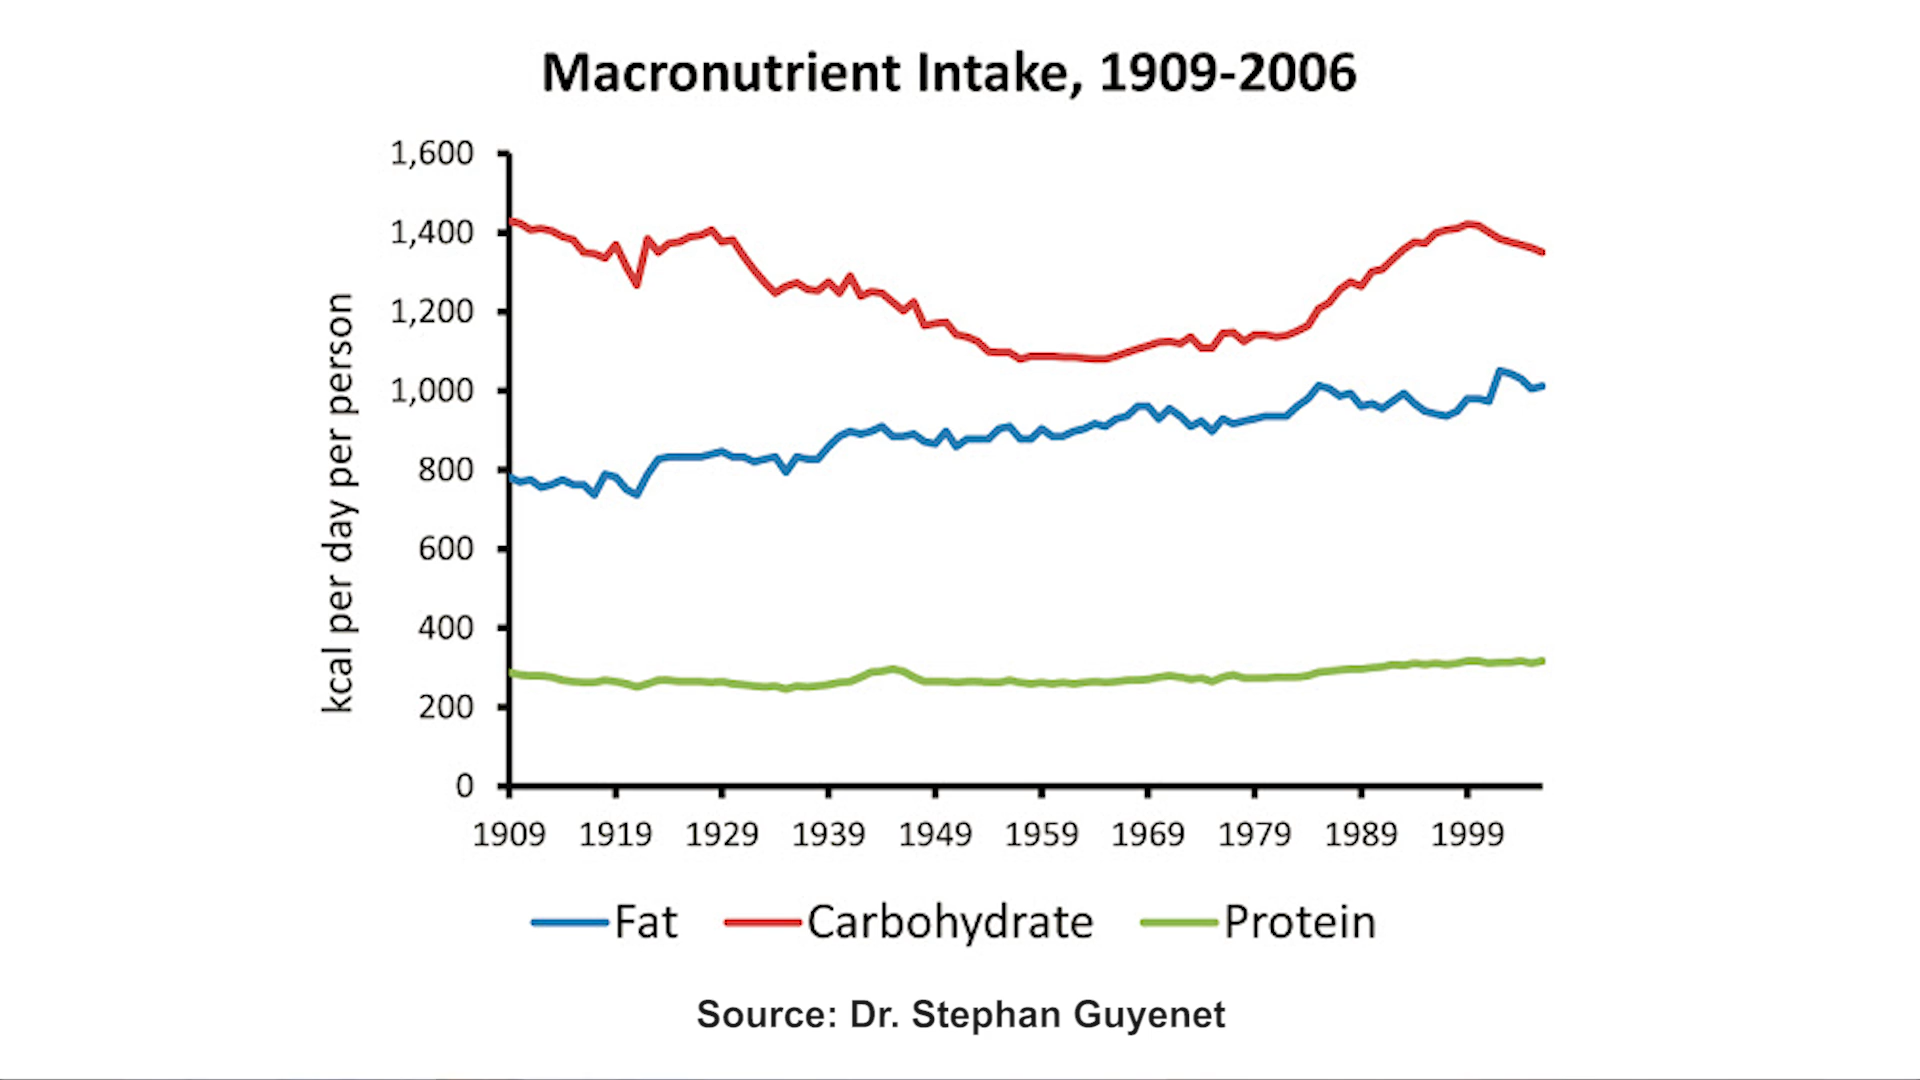 Macronutrient Intake, 1909-2006
kcal per day per person
1,600
1,400
1,200
1,000
800
600
400
200
0
1909 1919 1929 1939 1949 1959 1969 1979 1989 1999
Fat Carbohydrate Protein
Source: Dr. Stephan Guyenet